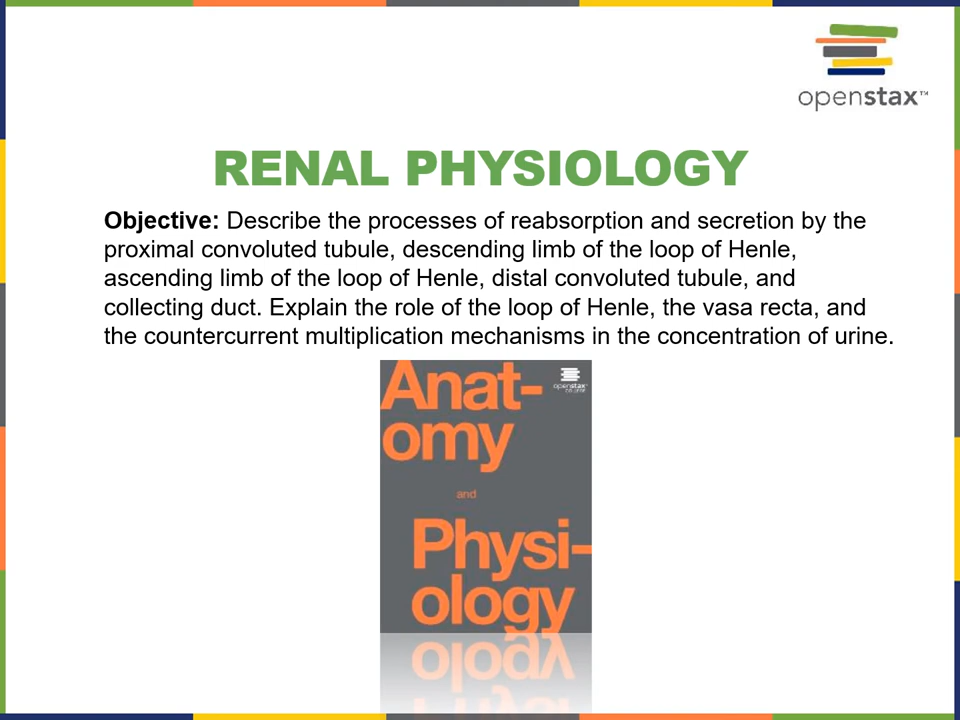 openstax™
RENAL PHYSIOLOGY
Objective: Describe the processes of reabsorption and secretion by the
proximal convoluted tubule, descending limb of the loop of Henle,
ascending limb of the loop of Henle, distal convoluted tubule, and
collecting duct. Explain the role of the loop of Henle, the vasa recta, and
the countercurrent multiplication mechanisms in the concentration of urine.
openstax
COLLEGE
Anat-
omy
and
Physi-
ology